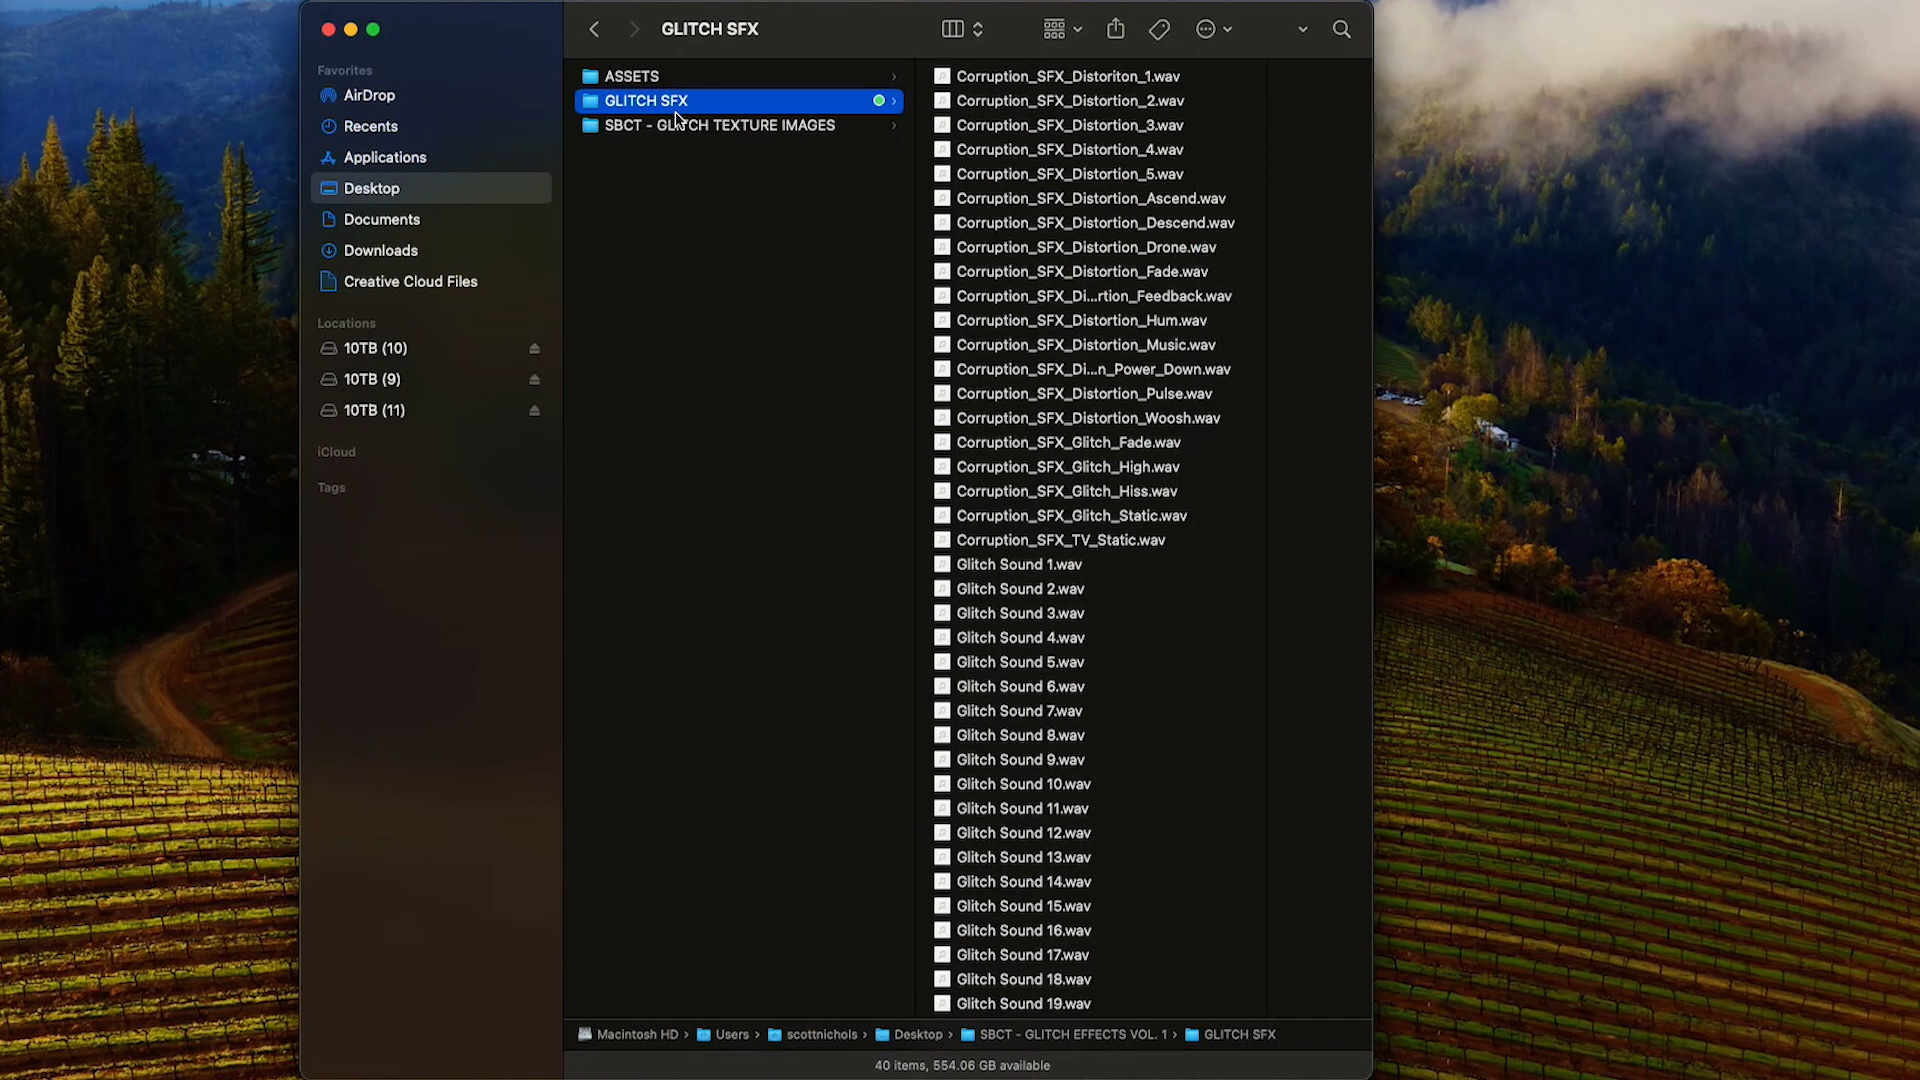 GLITCH SFX
Favorites
AirDrop
Recents
Applications
Desktop
Documents
Downloads
Creative Cloud Files
Locations
10TB (10)
10TB (9)
10TB (11)
iCloud
Tags
ASSETS
GLITCH SFX
SBCT - GLITCH TEXTURE IMAGES
Corruption_SFX_Distoriton_1.wav
Corruption_SFX_Distortion_2.wav
Corruption_SFX_Distortion_3.wav
Corruption_SFX_Distortion_4.wav
Corruption_SFX_Distortion_5.wav
Corruption_SFX_Distortion_Ascend.wav
Corruption_SFX_Distortion_Descend.wav
Corruption_SFX_Distortion_Drone.wav
Corruption_SFX_Distortion_Fade.wav
Corruption_SFX_Di...rtion_Feedback.wav
Corruption_SFX_Distortion_Hum.wav
Corruption_SFX_Distortion_Music.wav
Corruption_SFX_Di...n_Power_Down.wav
Corruption_SFX_Distortion_Pulse.wav
Corruption_SFX_Distortion_Woosh.wav
Corruption_SFX_Glitch_Fade.wav
Corruption_SFX_Glitch_High.wav
Corruption_SFX_Glitch_Hiss.wav
Corruption_SFX_Glitch_Static.wav
Corruption_SFX_TV_Static.wav
Glitch Sound 1.wav
Glitch Sound 2.wav
Glitch Sound 3.wav
Glitch Sound 4.wav
Glitch Sound 5.wav
Glitch Sound 6.wav
Glitch Sound 7.wav
Glitch Sound 8.wav
Glitch Sound 9.wav
Glitch Sound 10.wav
Glitch Sound 11.wav
Glitch Sound 12.wav
Glitch Sound 13.wav
Glitch Sound 14.wav
Glitch Sound 15.wav
Glitch Sound 16.wav
Glitch Sound 17.wav
Glitch Sound 18.wav
Glitch Sound 19.wav
Macintosh HD › Users › scottnichols › Desktop › SBCT - GLITCH EFFECTS VOL. 1 › GLITCH SFX
40 items, 554.06 GB available